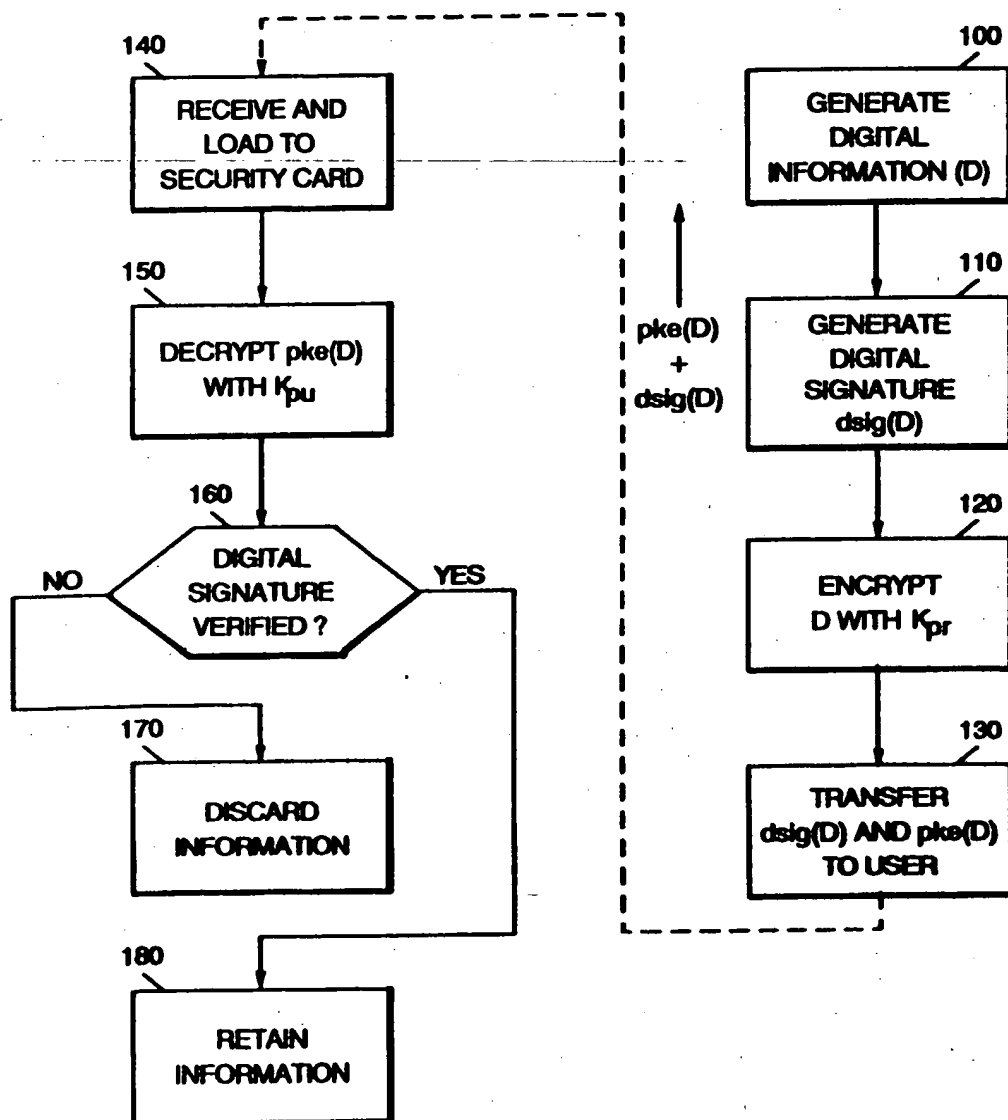 140
RECEIVE AND
LOAD TO
SECURITY CARD
150
DECRYPT pke(D)
WITH Kpu
160
DIGITAL
SIGNATURE
VERIFIED ?
NO
YES
170
DISCARD
INFORMATION
180
RETAIN
INFORMATION
pke(D)
+
dsig(D)
100
GENERATE
DIGITAL
INFORMATION (D)
110
GENERATE
DIGITAL
SIGNATURE
dsig(D)
120
ENCRYPT
D WITH Kpr
130
TRANSFER
dsig(D) AND pke(D)
TO USER